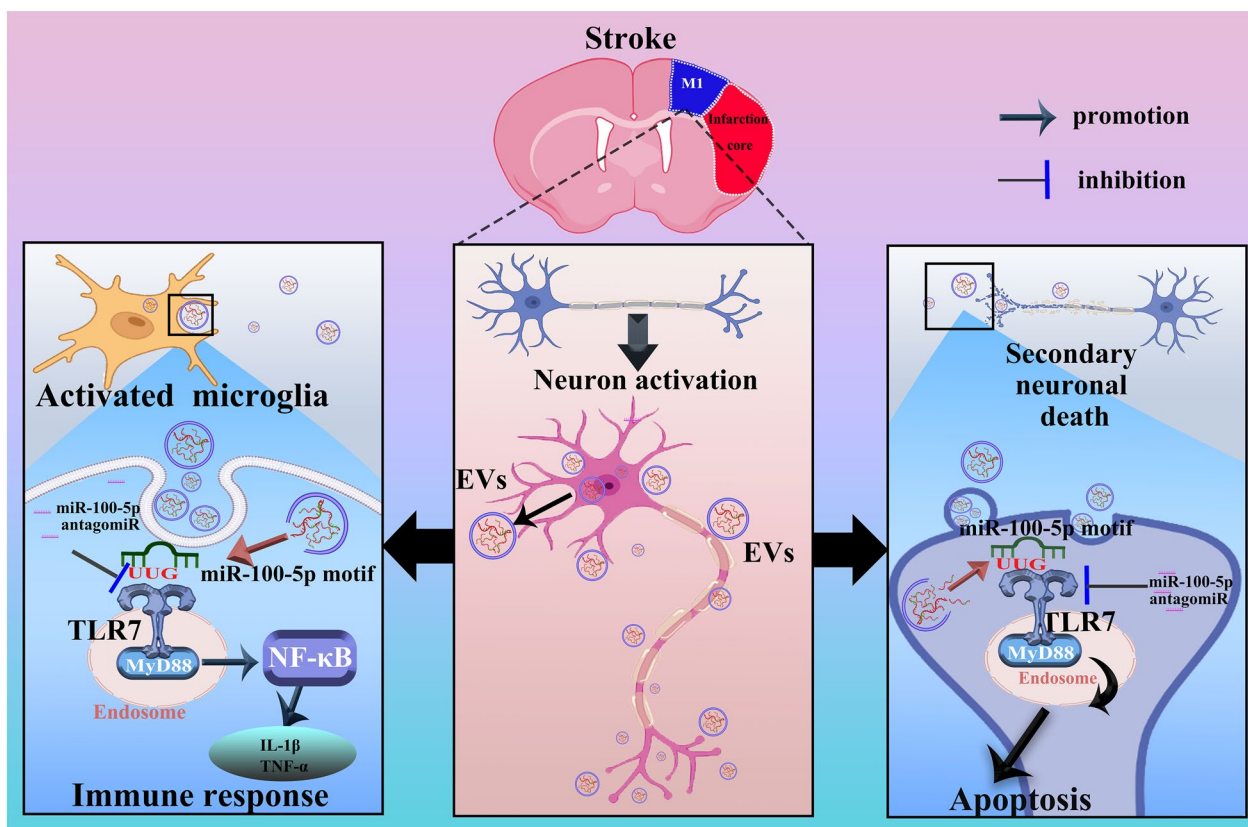 Stroke
M1
Infarction
core
promotion
inhibition
Activated microglia
miR-100-5p
antagomiR
UUG
miR-100-5p motif
TLR7
MyD88
NF-κB
Endosome
IL-1β
TNF-α
Immune response
Neuron activation
EVs
EVs
Secondary
neuronal
death
miR-100-5p motif
UUG
miR-100-5p
antagomiR
TLR7
MyD88
Endosome
Apoptosis